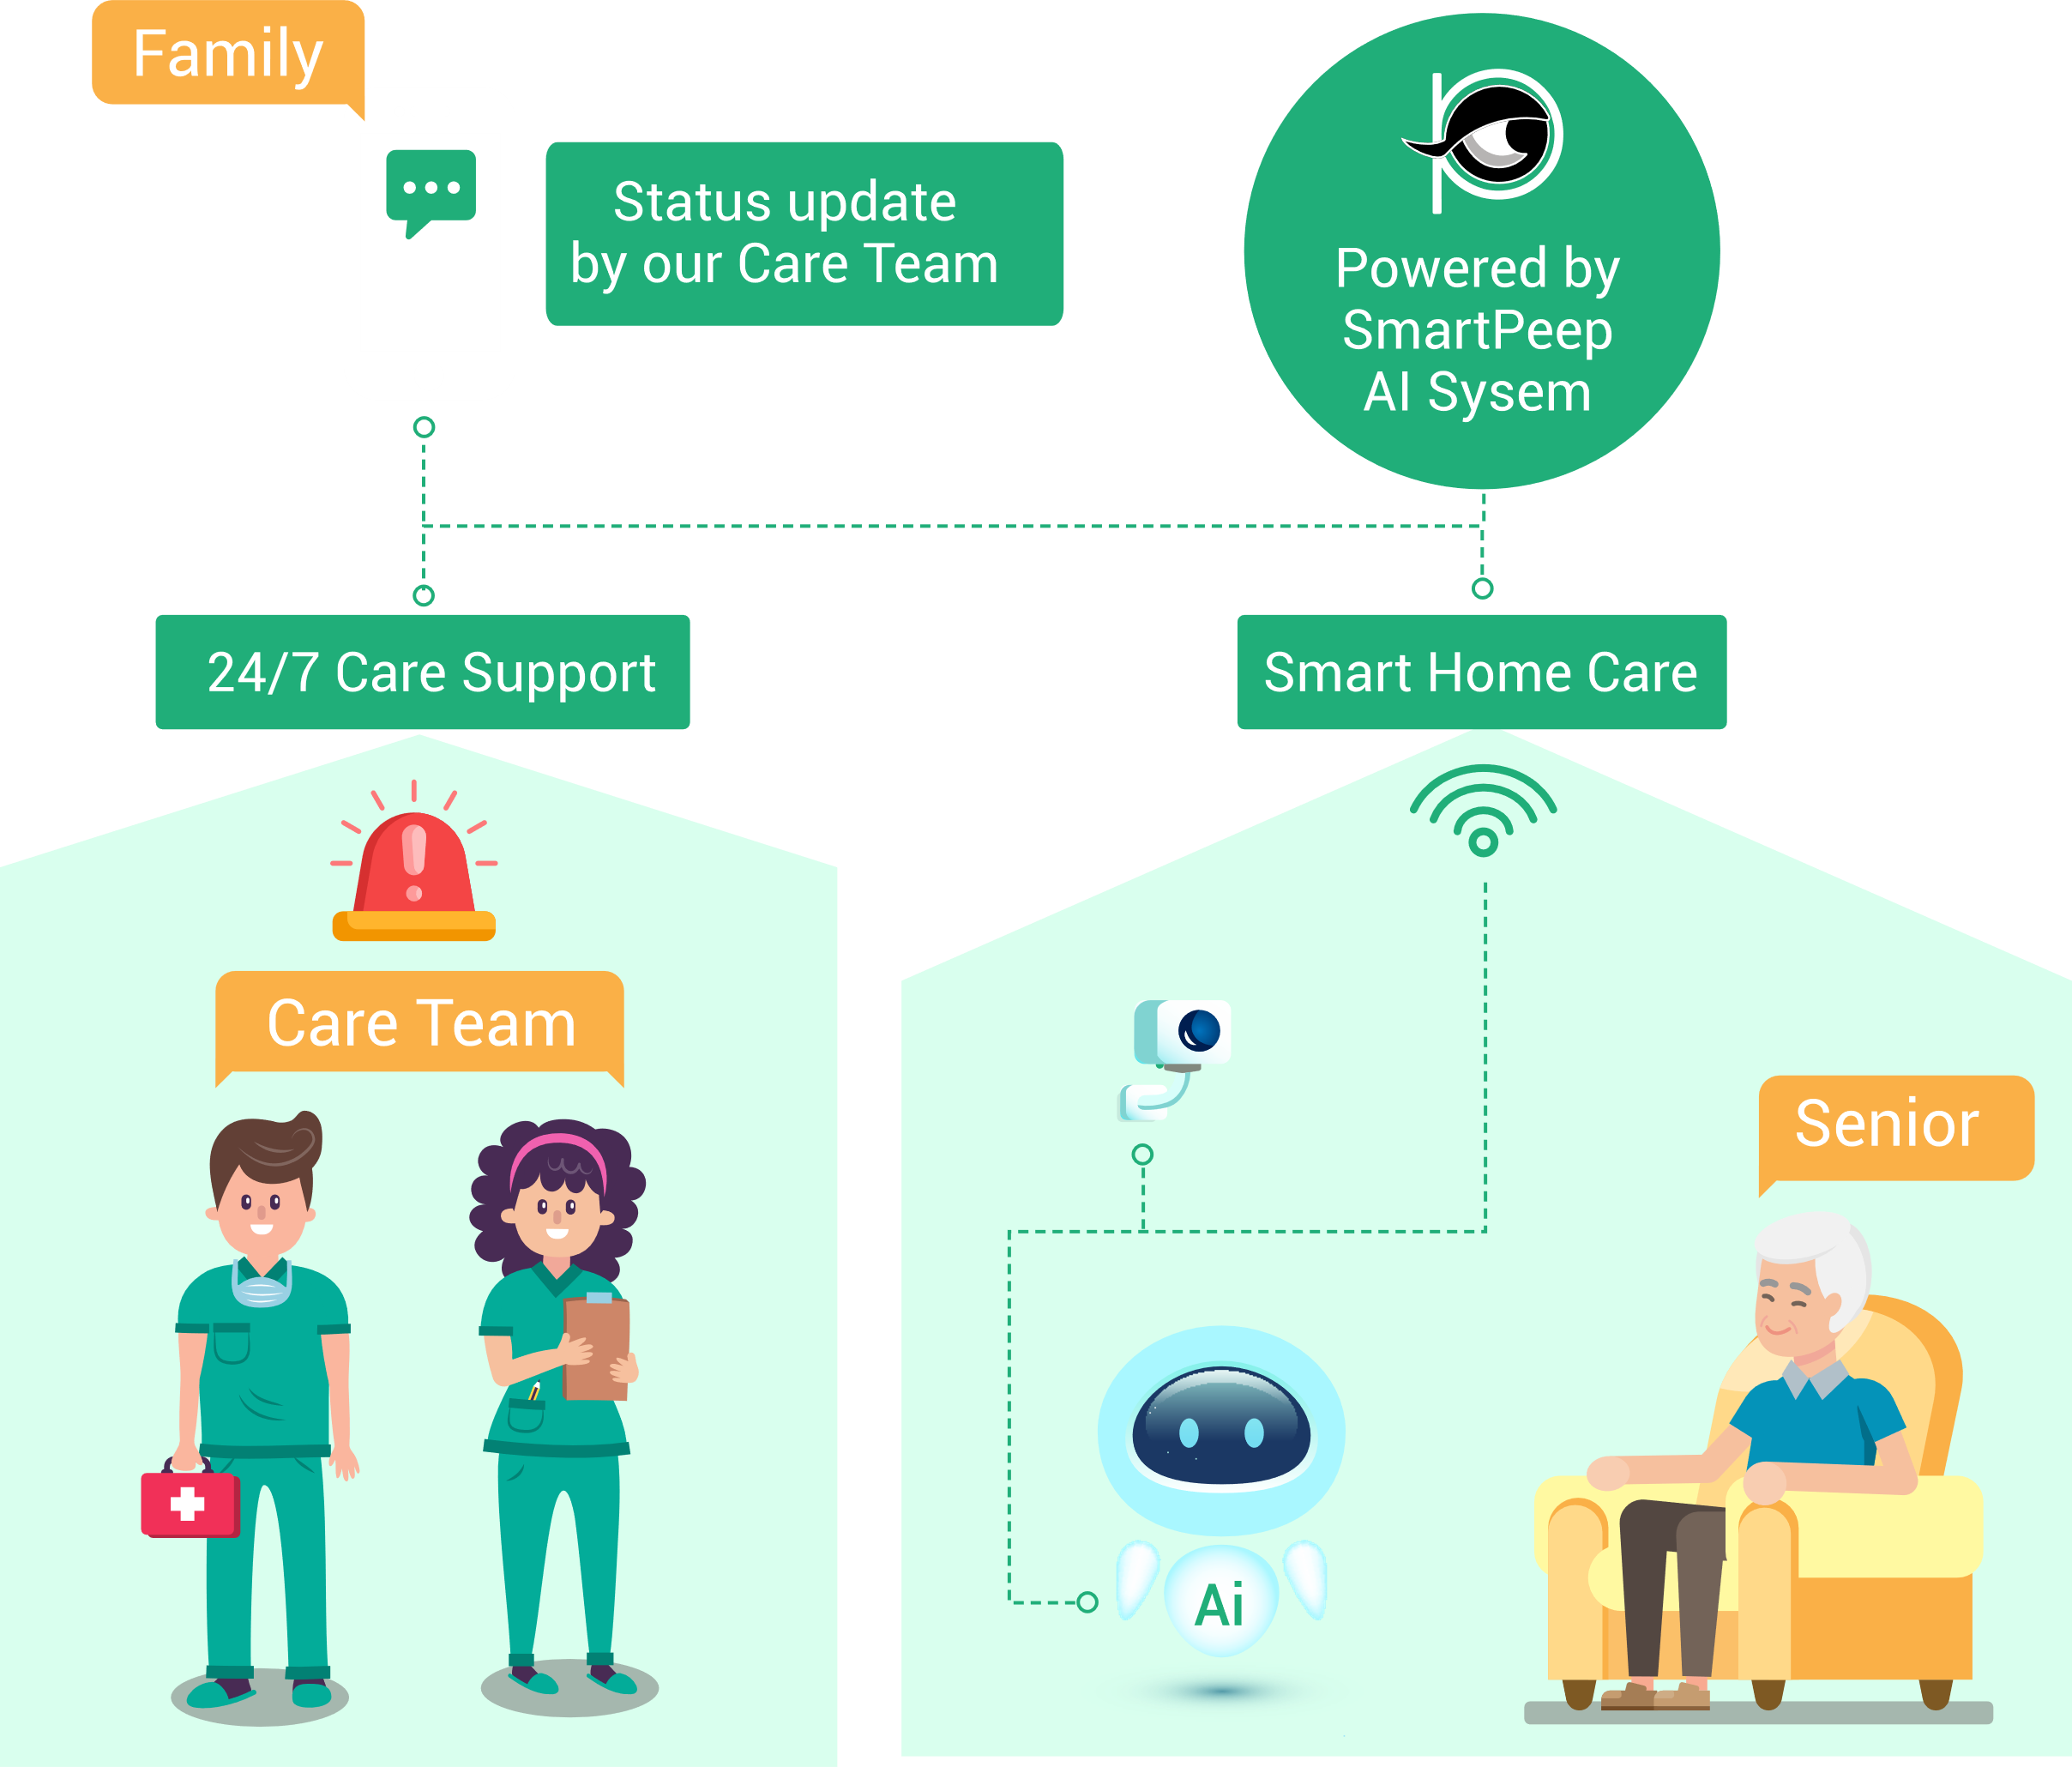 Family
Status update
by our Care Team
Powered by
SmartPeep
AI Sysem
24/7 Care Support
Smart Home Care
Care Team
Senior
Ai